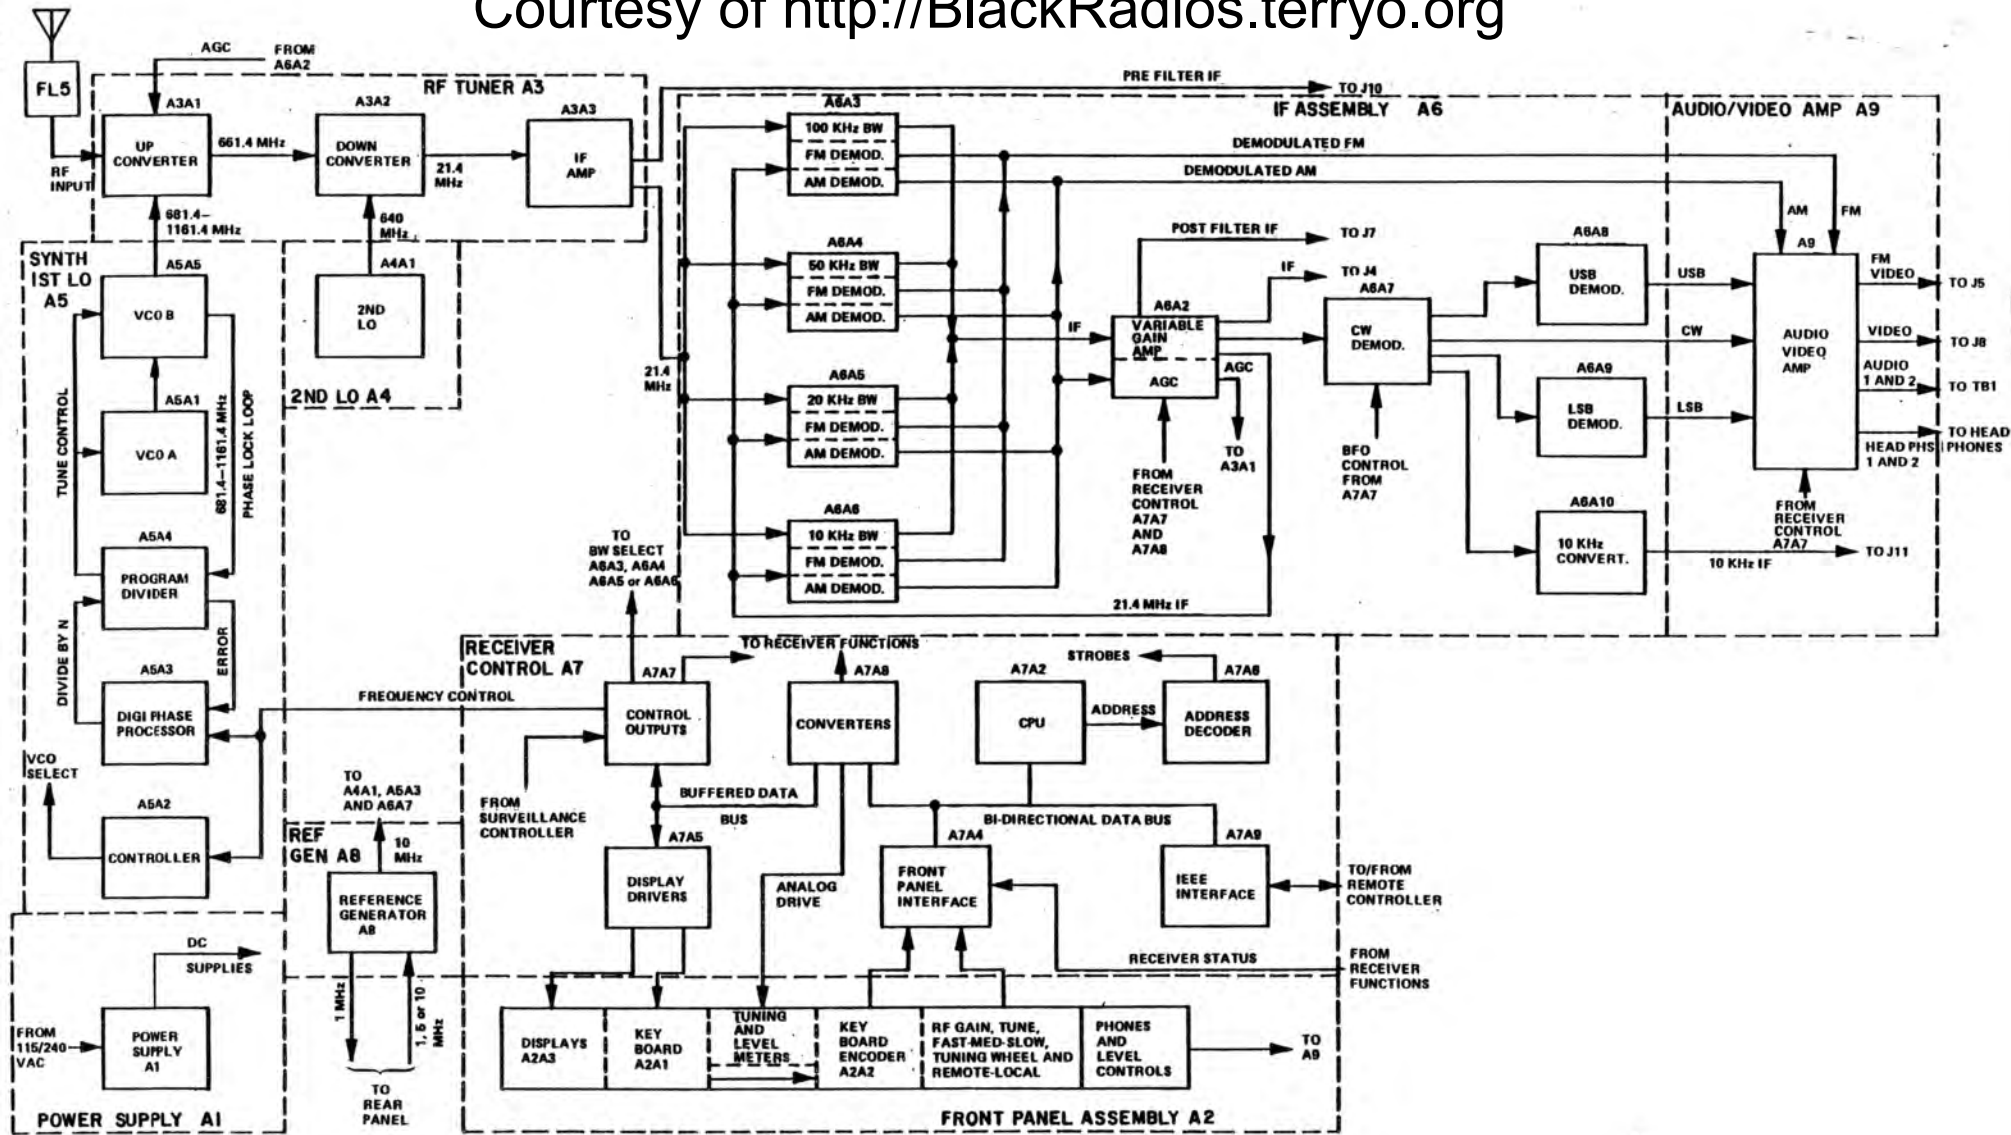 Courtesy of http://BlackRadios.terryo.org
AGC
FROM
A6A2
FL5
RF
INPUT
RF TUNER A3
A3A1
UP
CONVERTER
661.4 MHz
A3A2
DOWN
CONVERTER
21.4
MHz
A3A3
IF
AMP
681.4–
1161.4 MHz
640
MHz
PRE FILTER IF
TO J10
IF ASSEMBLY A6
AUDIO/VIDEO AMP A9
A6A3
100 KHz BW
FM DEMOD.
AM DEMOD.
DEMODULATED FM
DEMODULATED AM
AM
FM
A6A4
50 KHz BW
FM DEMOD.
AM DEMOD.
A6A5
20 KHz BW
FM DEMOD.
AM DEMOD.
A6A6
10 KHz BW
FM DEMOD.
AM DEMOD.
21.4
MHz
IF
POST FILTER IF
TO J7
IF
TO J4
A6A2
VARIABLE
GAIN
AMP
AGC
AGC
TO
A3A1
FROM
RECEIVER
CONTROL
A7A7
AND
A7A8
21.4 MHz IF
A6A7
CW
DEMOD.
BFO
CONTROL
FROM
A7A7
A6A8
USB
DEMOD.
USB
CW
A6A9
LSB
DEMOD.
LSB
A6A10
10 KHz
CONVERT.
10 KHz IF
TO J11
A9
AUDIO
VIDEO
AMP
FM
VIDEO
TO J5
VIDEO
TO J8
AUDIO
1 AND 2
TO TB1
TO HEAD
PHONES
HEAD PHS
1 AND 2
FROM
RECEIVER
CONTROL
A7A7
SYNTH
IST LO
A5
A5A5
VCO B
A5A1
VCO A
TUNE CONTROL
681.4–1161.4 MHz
PHASE LOCK LOOP
A5A4
PROGRAM
DIVIDER
DIVIDE BY N
ERROR
A5A3
DIGI PHASE
PROCESSOR
VCO
SELECT
A5A2
CONTROLLER
A4A1
2ND
LO
2ND LO A4
FREQUENCY CONTROL
TO
A4A1, A5A3
AND A6A7
REF
GEN A8
10
MHz
REFERENCE
GENERATOR
A8
1 MHz
1, 5 or 10
MHz
TO
REAR
PANEL
DC
SUPPLIES
FROM
115/240
VAC
POWER
SUPPLY
A1
POWER SUPPLY A1
TO
BW SELECT
A6A3, A6A4
A6A5 or A6A6
RECEIVER
CONTROL A7
TO RECEIVER FUNCTIONS
A7A7
CONTROL
OUTPUTS
FROM
SURVEILLANCE
CONTROLLER
A7A8
CONVERTERS
A7A2
CPU
ADDRESS
STROBES
A7A6
ADDRESS
DECODER
BUFFERED DATA
BUS
BI-DIRECTIONAL DATA BUS
A7A5
DISPLAY
DRIVERS
ANALOG
DRIVE
A7A4
FRONT
PANEL
INTERFACE
A7A9
IEEE
INTERFACE
TO/FROM
REMOTE
CONTROLLER
RECEIVER STATUS
FROM
RECEIVER
FUNCTIONS
DISPLAYS
A2A3
KEY
BOARD
A2A1
TUNING
AND
LEVEL
METERS
KEY
BOARD
ENCODER
A2A2
RF GAIN, TUNE,
FAST-MED-SLOW,
TUNING WHEEL AND
REMOTE-LOCAL
PHONES
AND
LEVEL
CONTROLS
TO
A9
FRONT PANEL ASSEMBLY A2